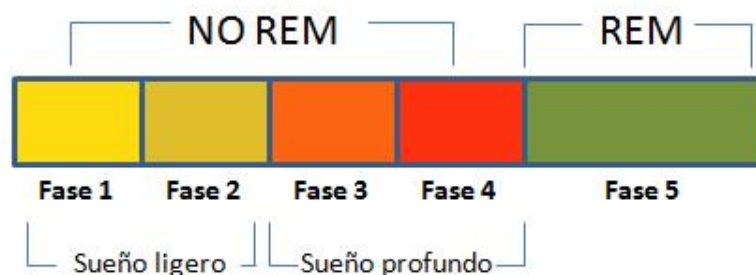 NO REM REM
Fase 1 Fase 2 Fase 3 Fase 4 Fase 5
Sueño ligero Sueño profundo